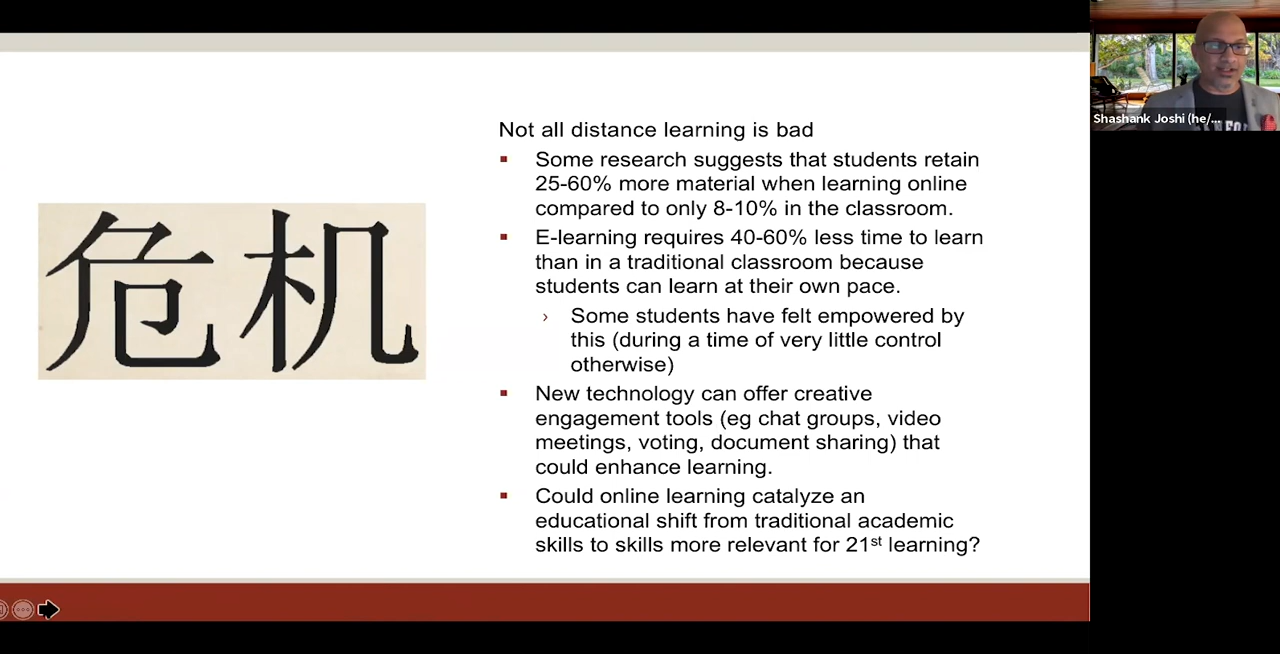 危机
Not all distance learning is bad
Some research suggests that students retain
25-60% more material when learning online
compared to only 8-10% in the classroom.
E-learning requires 40-60% less time to learn
than in a traditional classroom because
students can learn at their own pace.
Some students have felt empowered by
this (during a time of very little control
otherwise)
New technology can offer creative
engagement tools (eg chat groups, video
meetings, voting, document sharing) that
could enhance learning.
Could online learning catalyze an
educational shift from traditional academic
skills to skills more relevant for 21st learning?
Shashank Joshi (he/...